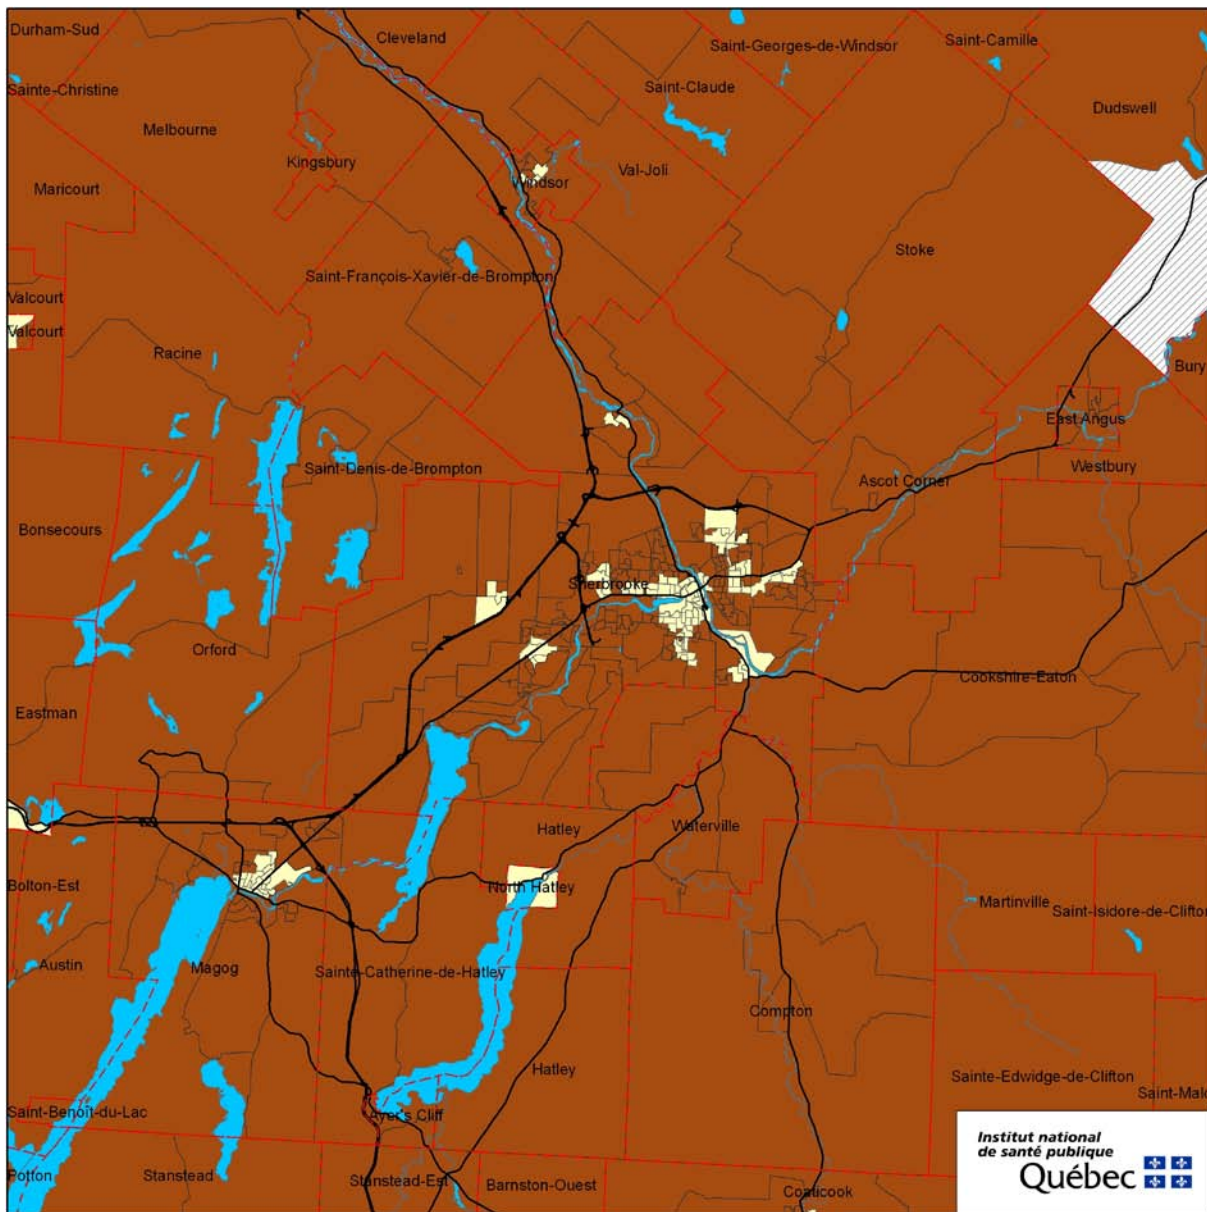 Durham-Sud
Cleveland
Saint-Georges-de-Windsor
Saint-Camille
Sainte-Christine
Saint-Claude
Dudswell
Melbourne
Kingsbury
Val-Joli
Windsor
Maricourt
Stoke
Saint-François-Xavier-de-Brompton
Valcourt
Valcourt
Racine
Bury
East Angus
Saint-Denis-de-Brompton
Westbury
Ascot Corner
Bonsecours
Sherbrooke
Orford
Cookshire-Eaton
Eastman
Hatley
Waterville
Bolton-Est
North Hatley
Martinville
Saint-Isidore-de-Clifton
Austin
Magog
Sainte-Catherine-de-Hatley
Compton
Hatley
Sainte-Edwidge-de-Clifton
Saint-Malo
Saint-Benoît-du-Lac
Ayer's Cliff
Potton
Stanstead
Stanstead-Est
Barnston-Ouest
Coaticook
Institut national
de santé publique
Québec